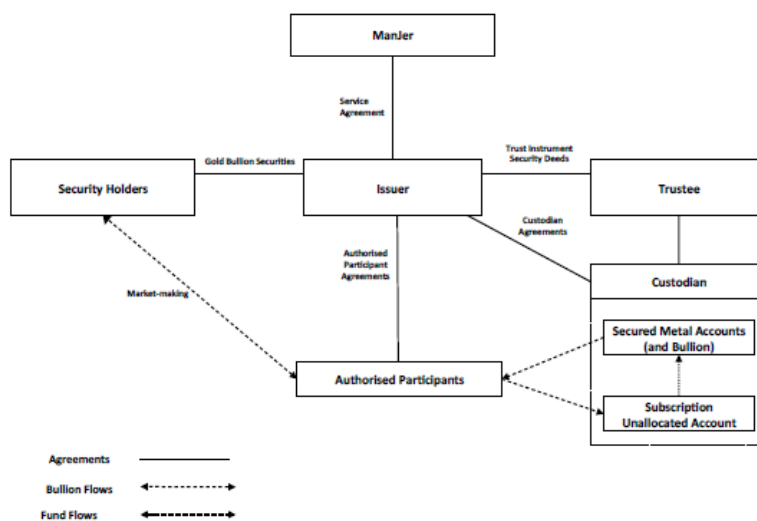 ManJer
Service
Agreement
Gold Bullion Securities
Trust Instrument
Security Deeds
Security Holders
Issuer
Trustee
Custodian
Agreements
Authorised
Participant
Agreements
Custodian
Market-making
Secured Metal Accounts
(and Bullion)
Authorised Participants
Subscription
Unallocated Account
Agreements
Bullion Flows
Fund Flows